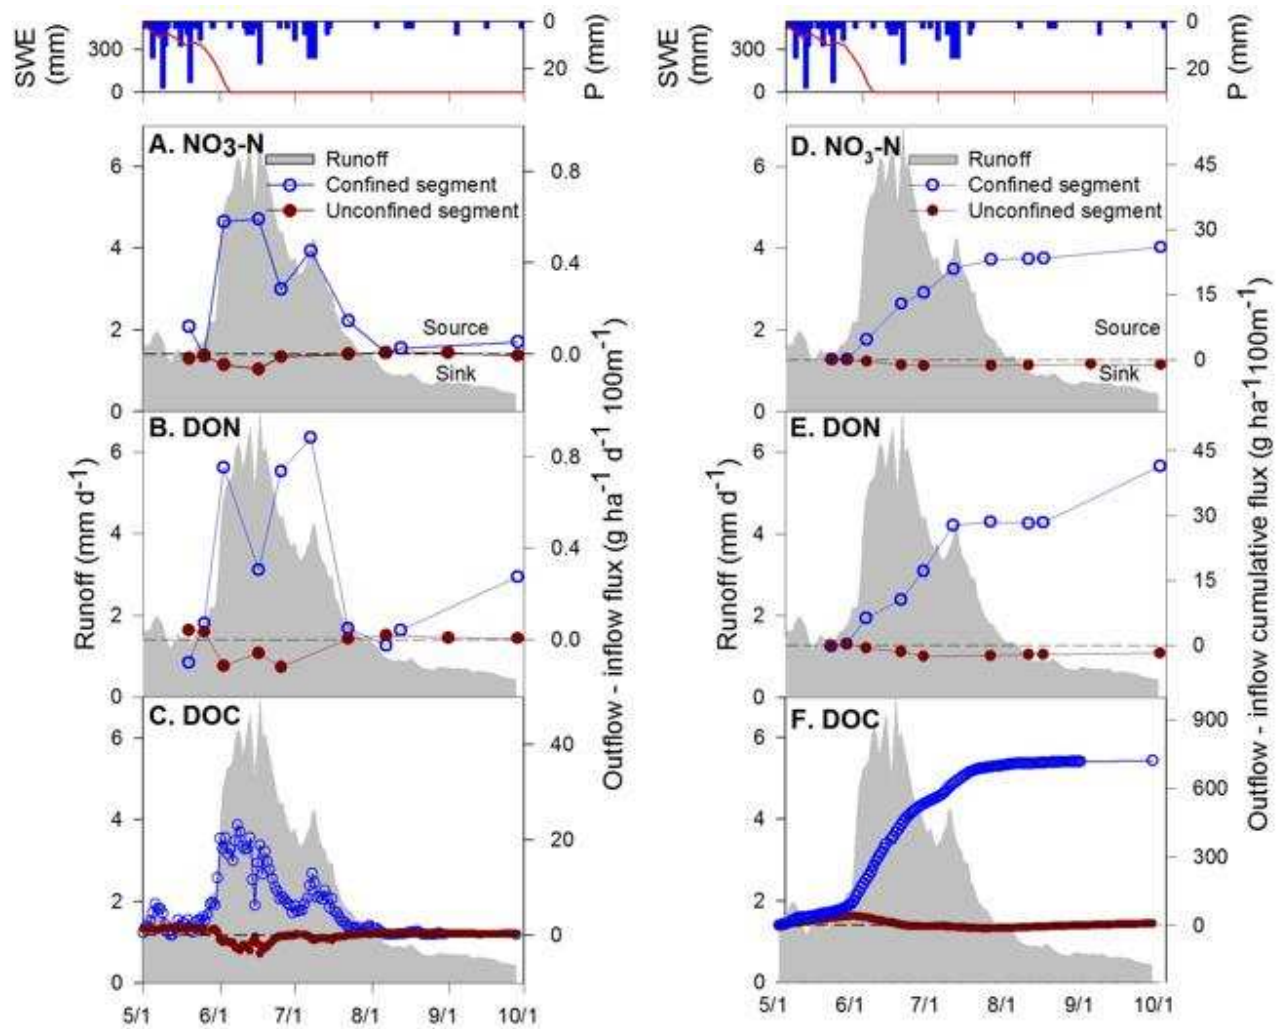 SWE
(mm)
300
0
0
20
P (mm)
SWE
(mm)
300
0
0
20
P (mm)
A. NO3-N
Runoff
Confined segment
Unconfined segment
Source
Sink
6
4
2
0
0.8
0.4
0.0
D. NO3-N
Runoff
Confined segment
Unconfined segment
Source
Sink
6
4
2
0
45
30
15
0
B. DON
6
4
2
0
0.8
0.4
0.0
E. DON
6
4
2
0
45
30
15
0
Runoff (mm d-1)
Outflow - inflow flux (g ha-1 d-1 100m-1)
Runoff (mm d-1)
Outflow - inflow cumulative flux (g ha-1 100m-1)
C. DOC
6
4
2
0
40
20
0
5/1 6/1 7/1 8/1 9/1 10/1
F. DOC
6
4
2
0
900
600
300
0
5/1 6/1 7/1 8/1 9/1 10/1